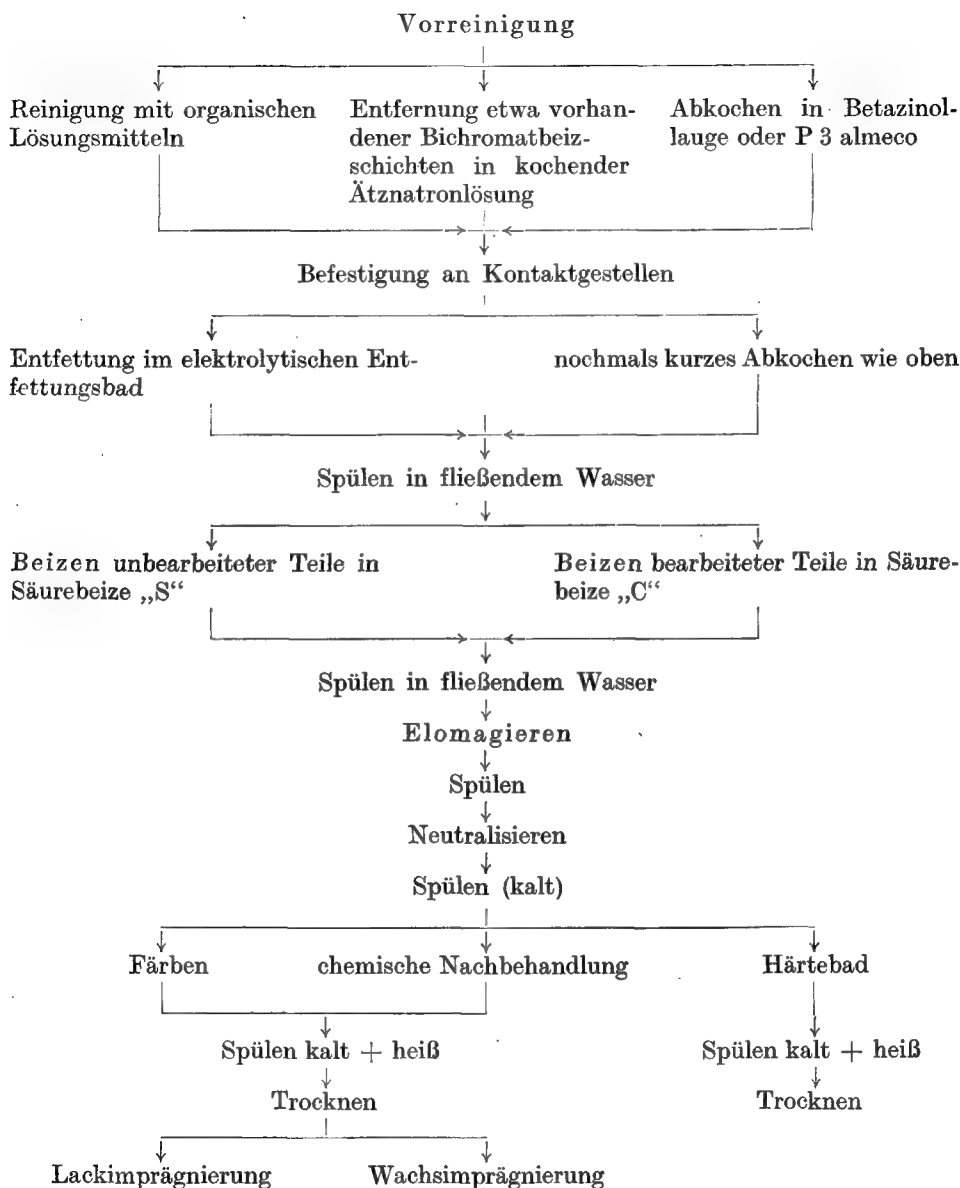 Vorreinigung
Reinigung mit organischen
Lösungsmitteln
Entfernung etwa vorhan-
dener Bichromatbeiz-
schichten in kochender
Ätznatronlösung
Abkochen in Betazinol-
lauge oder P 3 almeco
Befestigung an Kontaktgestellen
Entfettung im elektrolytischen Ent-
fettungsbad
nochmals kurzes Abkochen wie oben
Spülen in fließendem Wasser
Beizen unbearbeiteter Teile in
Säurebeize „S“
Beizen bearbeiteter Teile in Säure-
beize „C“
Spülen in fließendem Wasser
Elomagieren
Spülen
Neutralisieren
Spülen (kalt)
Färben
chemische Nachbehandlung
Härtebad
Spülen kalt + heiß
Spülen kalt + heiß
Trocknen
Trocknen
Lackimprägnierung
Wachsimprägnierung